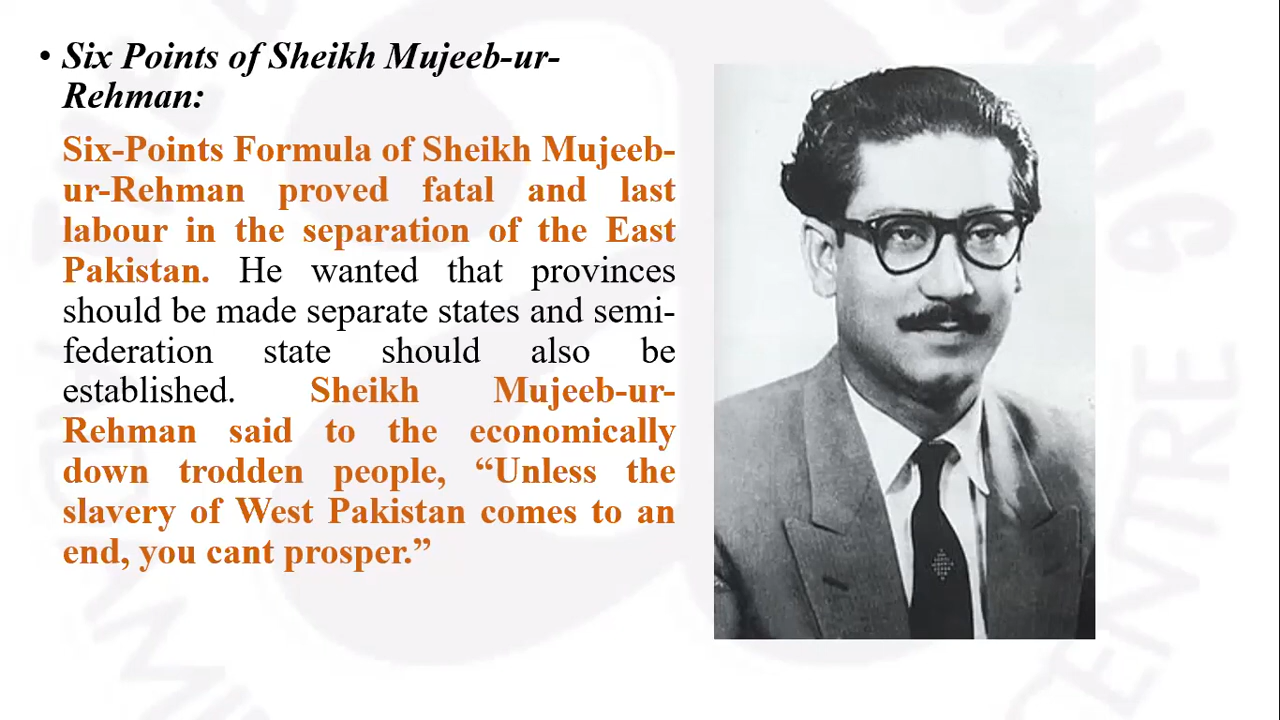 • Six Points of Sheikh Mujeeb-ur-
Rehman:
Six-Points Formula of Sheikh Mujeeb-
ur-Rehman proved fatal and last
labour in the separation of the East
Pakistan. He wanted that provinces
should be made separate states and semi-
federation state should also be
established. Sheikh Mujeeb-ur-
Rehman said to the economically
down trodden people, “Unless the
slavery of West Pakistan comes to an
end, you cant prosper.”